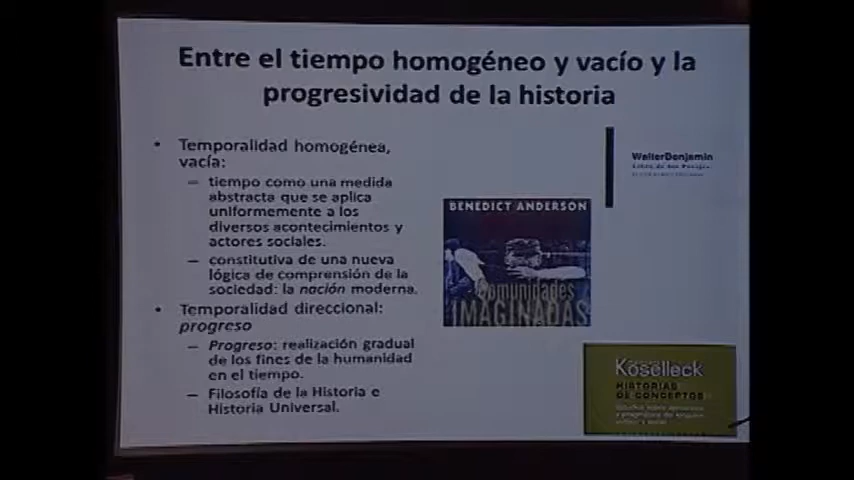 Entre el tiempo homogéneo y vacío y la
progresividad de la historia
• Temporalidad homogénea,
vacía:
– tiempo como una medida
abstracta que se aplica
uniformemente a los
diversos acontecimientos y
actores sociales.
– constitutiva de una nueva
lógica de comprensión de la
sociedad: la nación moderna.
• Temporalidad direccional:
progreso
– Progreso: realización gradual
de los fines de la humanidad
en el tiempo.
– Filosofía de la Historia e
Historia Universal.
WalterBenjamin
Libro de los Pasajes
BENEDICT ANDERSON
Comunidades
IMAGINADAS
Koselleck
HISTORIAS
DE CONCEPTOS